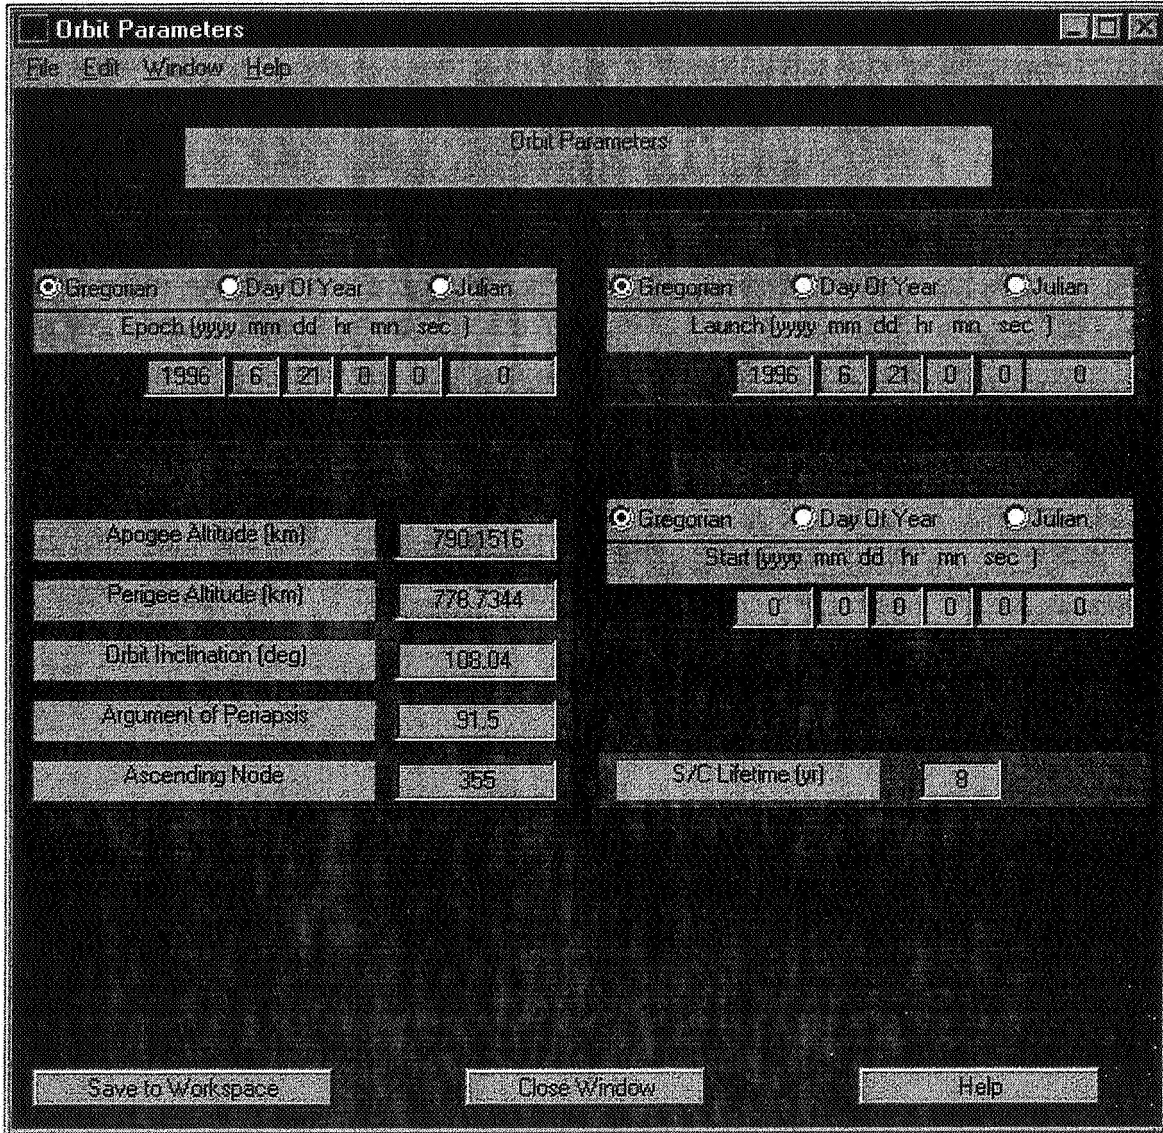 Orbit Parameters
File Edit Window Help
Orbit Parameters
Gregorian Day Of Year Julian
Epoch (yyyy mm dd hr mn sec )
1996 6 21 0 0 0
Gregorian Day Of Year Julian
Launch (yyyy mm dd hr mn sec )
1996 6 21 0 0 0
Apogee Altitude (km) 790.1516
Perigee Altitude (km) 778.7344
Orbit Inclination (deg) 108.04
Argument of Periapsis 91.5
Ascending Node 355
Gregorian Day Of Year Julian
Start (yyyy mm dd hr mn sec )
0 0 0 0 0 0
S/C Lifetime (yr)
Save to Workspace Close Window Help